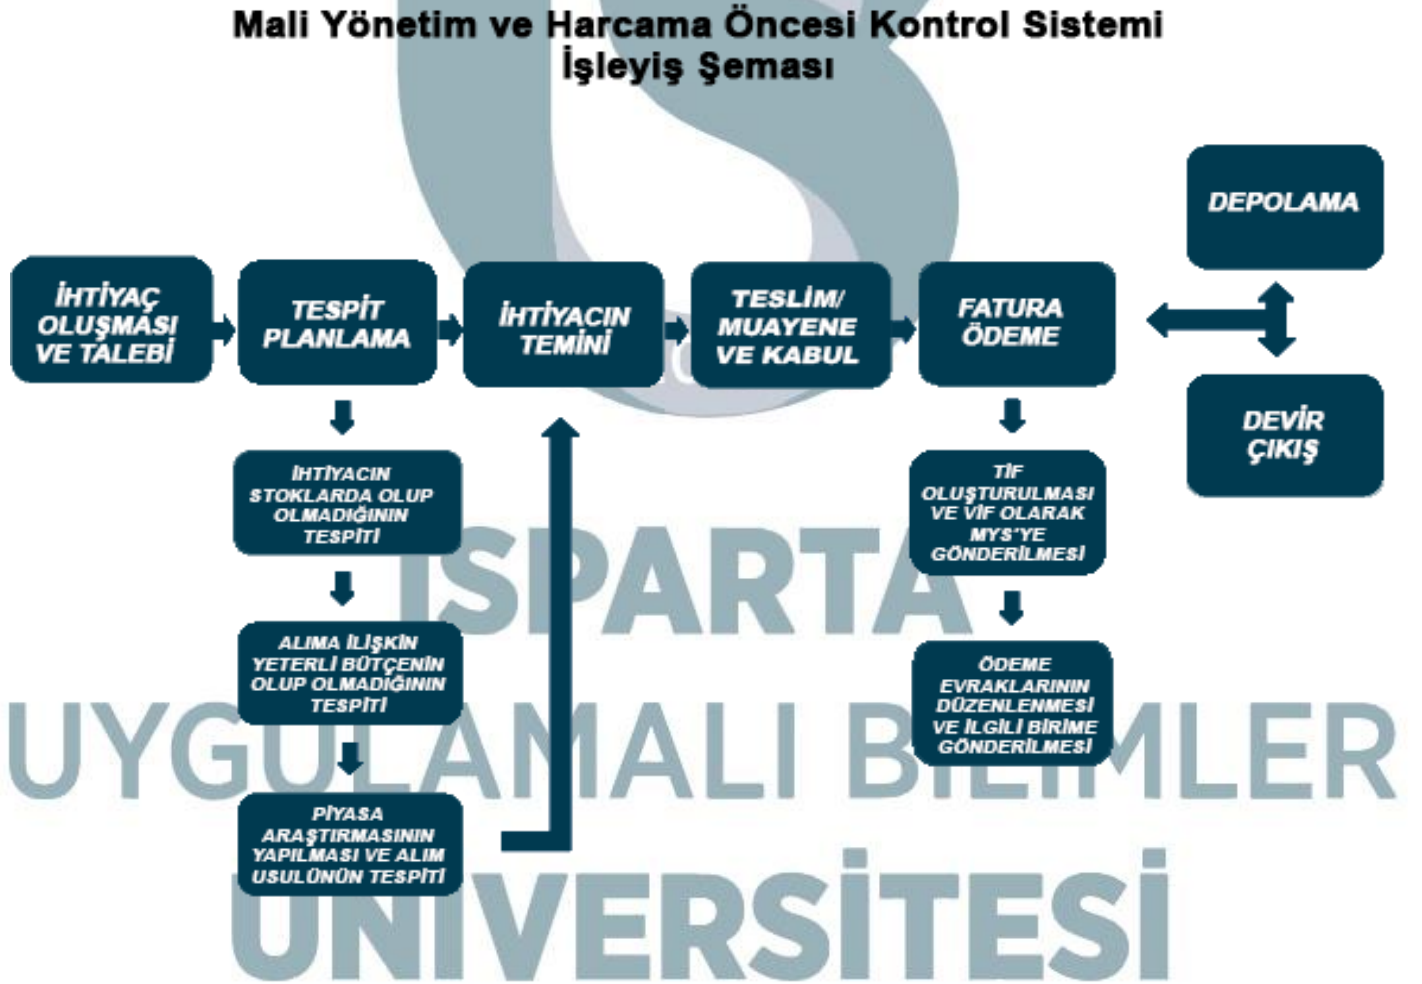 Mali Yönetim ve Harcama Öncesi Kontrol Sistemi
İşleyiş Şeması
DEPOLAMA
İHTİYAÇ
OLUŞMASI
VE TALEBİ
TESPİT
PLANLAMA
İHTİYACIN
TEMİNİ
TESLİM/
MUAYENE
VE KABUL
FATURA
ÖDEME
DEVİR
ÇIKIŞ
İHTİYACIN
STOKLARDA OLUP
OLMADIĞININ
TESPİTİ
TİF
OLUŞTURULMASI
VE VİF OLARAK
MYS'YE
GÖNDERİLMESİ
ALIMA İLİŞKİN
YETERLİ BÜTÇENİN
OLUP OLMADIĞININ
TESPİTİ
ÖDEME
EVRAKLARININ
DÜZENLENMESİ
VE İLGİLİ BİRİME
GÖNDERİLMESİ
PİYASA
ARAŞTIRMASININ
YAPILMASI VE ALIM
USULÜNÜN TESPİTİ
ISPARTA
UYGULAMALI BİLİMLER
ÜNİVERSİTESİ